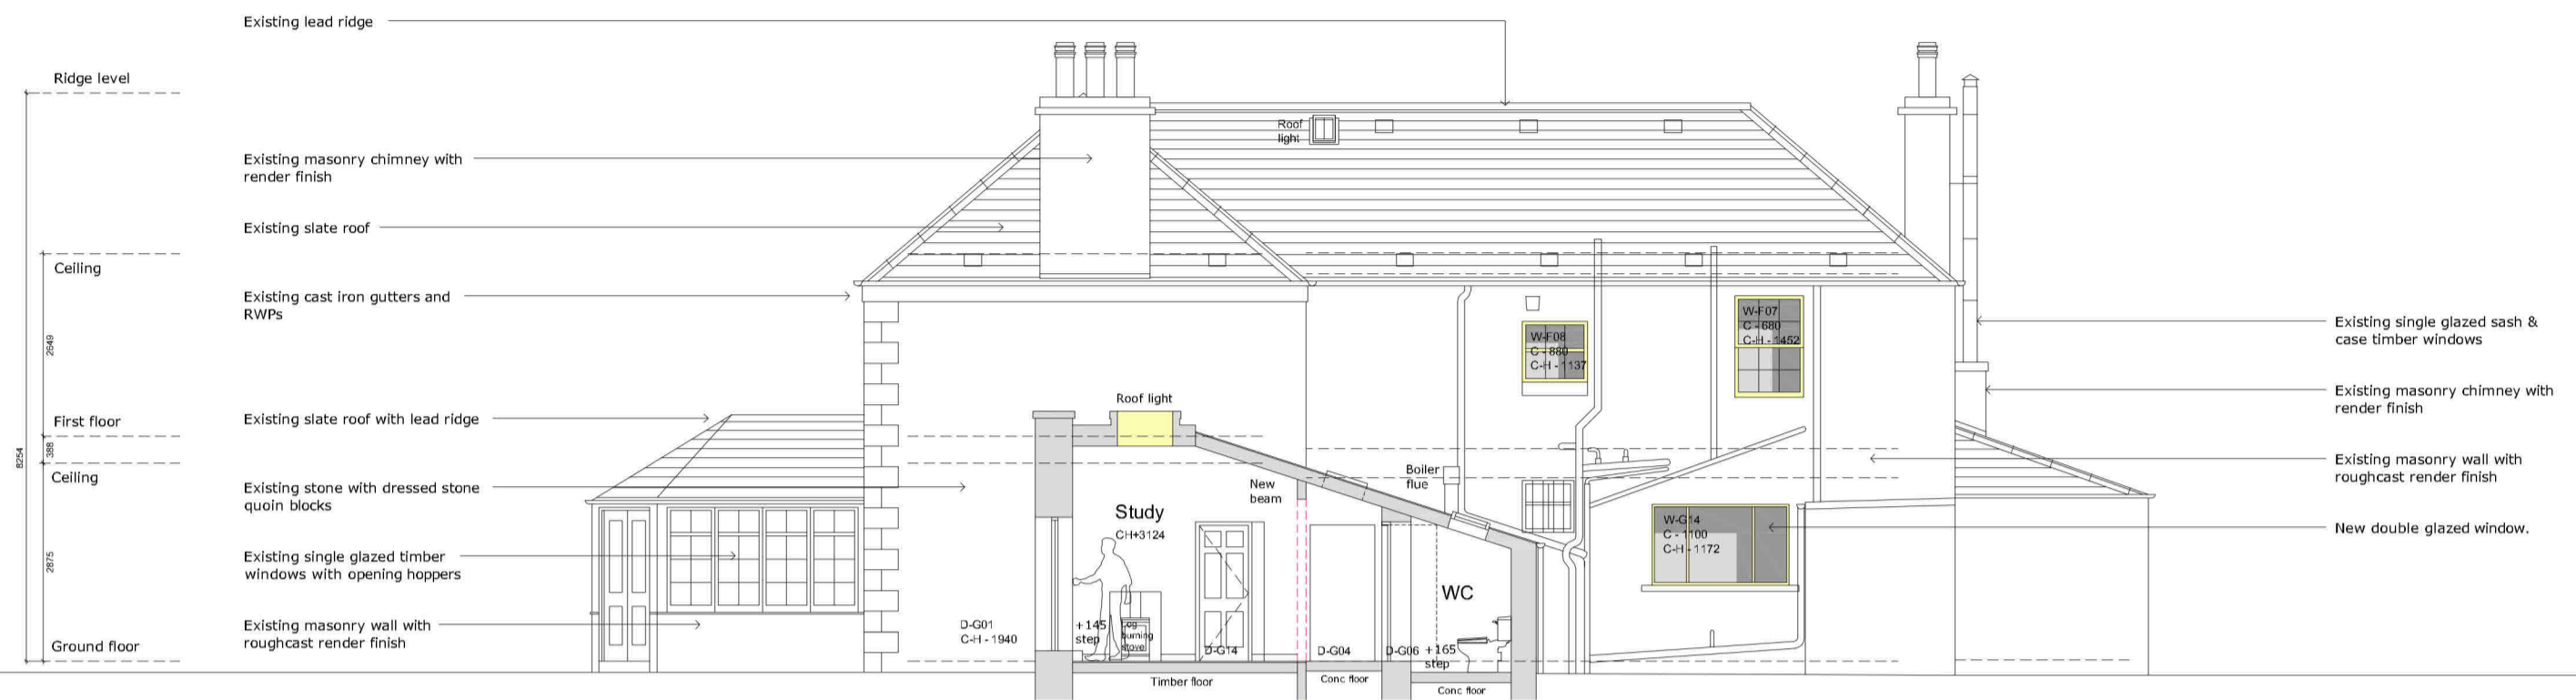 Existing lead ridge
Ridge level
Existing masonry chimney with
render finish
Existing slate roof
Ceiling
Existing cast iron gutters and
RWPs
2649
Existing slate roof with lead ridge
First floor
388
8254
Ceiling
Existing stone with dressed stone
quoin blocks
2875
Existing single glazed timber
windows with opening hoppers
Existing masonry wall with
roughcast render finish
Ground floor
Roof
light
Roof light
W-F08
C - 880
C-H - 1137
W-F07
C - 680
C-H - 1452
New
beam
Boiler
flue
Study
CH+3124
W-G14
C - 1100
C-H - 1172
WC
D-G01
C-H - 1940
+145
step
Log
burning
stove
D-G14
D-G04
D-G06
+165
step
Timber floor
Conc floor
Conc floor
Existing single glazed sash &
case timber windows
Existing masonry chimney with
render finish
Existing masonry wall with
roughcast render finish
New double glazed window.